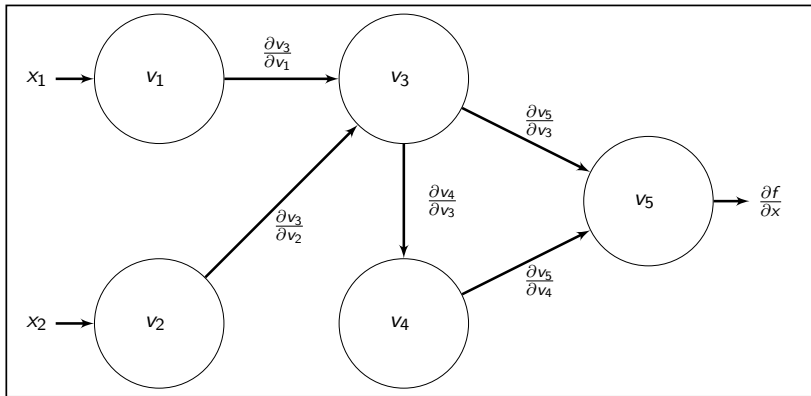 x₁
v₁
∂v₃/∂v₁
v₃
∂v₅/∂v₃
∂v₃/∂v₂
∂v₄/∂v₃
v₅
∂f/∂x
x₂
v₂
v₄
∂v₅/∂v₄